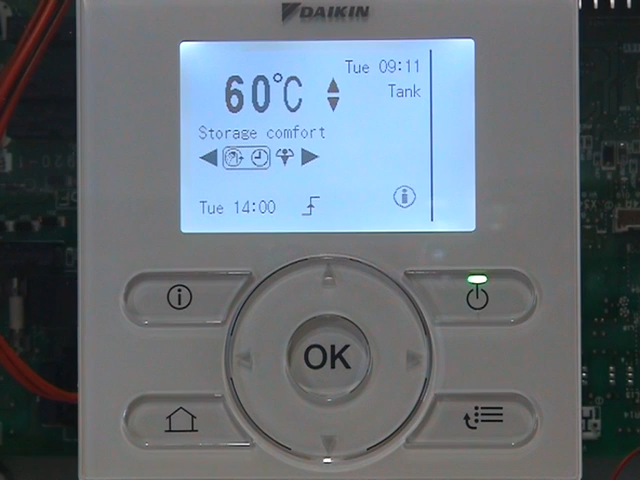 DAIKIN
Tue 09:11
60°C
Tank
Storage comfort
Tue 14:00
OK